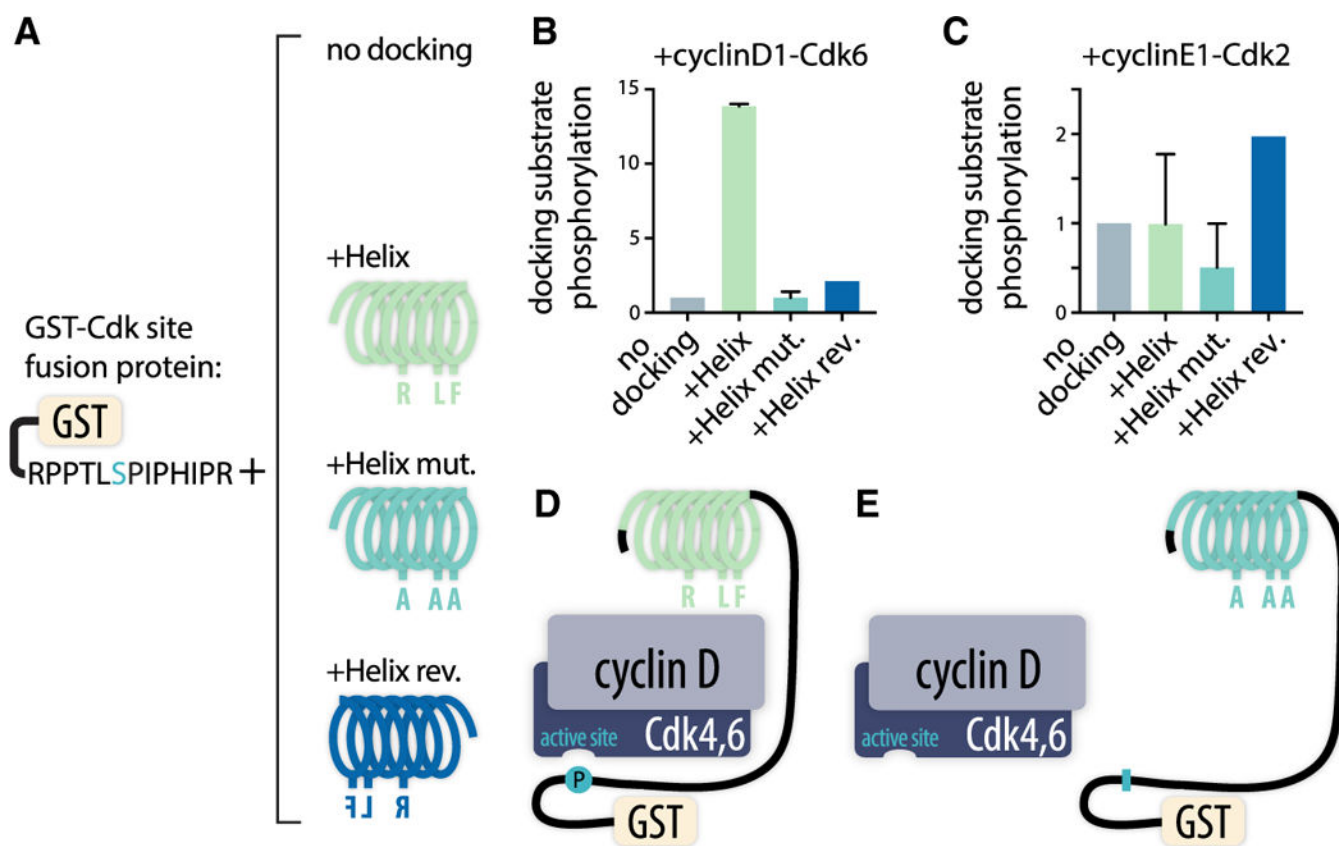 A
no docking
+Helix
R LF
GST-Cdk site
fusion protein:
GST
RPPTLSPIPHIPR +
+Helix mut.
A AA
+Helix rev.
FL R
B
+cyclinD1-Cdk6
docking substrate
phosphorylation
15
10
5
0
no
docking
+Helix
+Helix mut.
+Helix rev.
C
+cyclinE1-Cdk2
docking substrate
phosphorylation
2
1
0
no
docking
+Helix
+Helix mut.
+Helix rev.
D
R LF
cyclin D
active site Cdk4,6
P
GST
E
A AA
cyclin D
active site Cdk4,6
GST